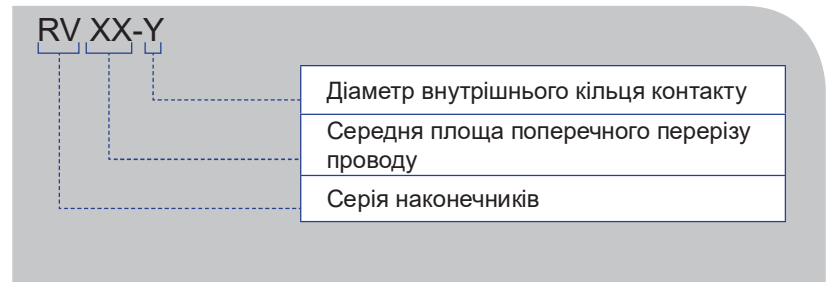 RV XX-Y
Діаметр внутрішнього кільця контакту
Середня площа поперечного перерізу
проводу
Серія наконечників